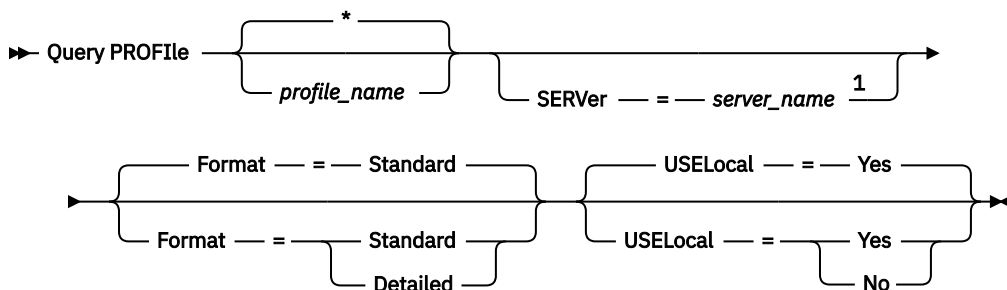 *
Query PROFIle
profile_name
SERVer = server_name 1
Format = Standard
USELocal = Yes
Format = Standard
Detailed
USELocal = Yes
No